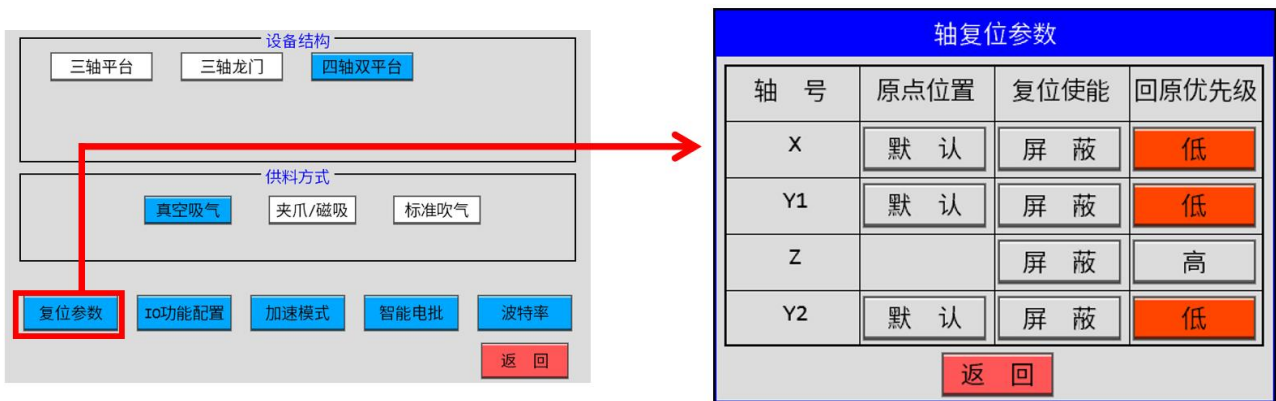 设备结构
三轴平台 三轴龙门 四轴双平台
供料方式
真空吸气 夹爪/磁吸 标准吹气
复位参数 IO功能配置 加速模式 智能电批 波特率
返 回
轴复位参数
轴 号 原点位置 复位使能 回原优先级
X 默 认 屏 蔽 低
Y1 默 认 屏 蔽 低
Z 屏 蔽 高
Y2 默 认 屏 蔽 低
返 回